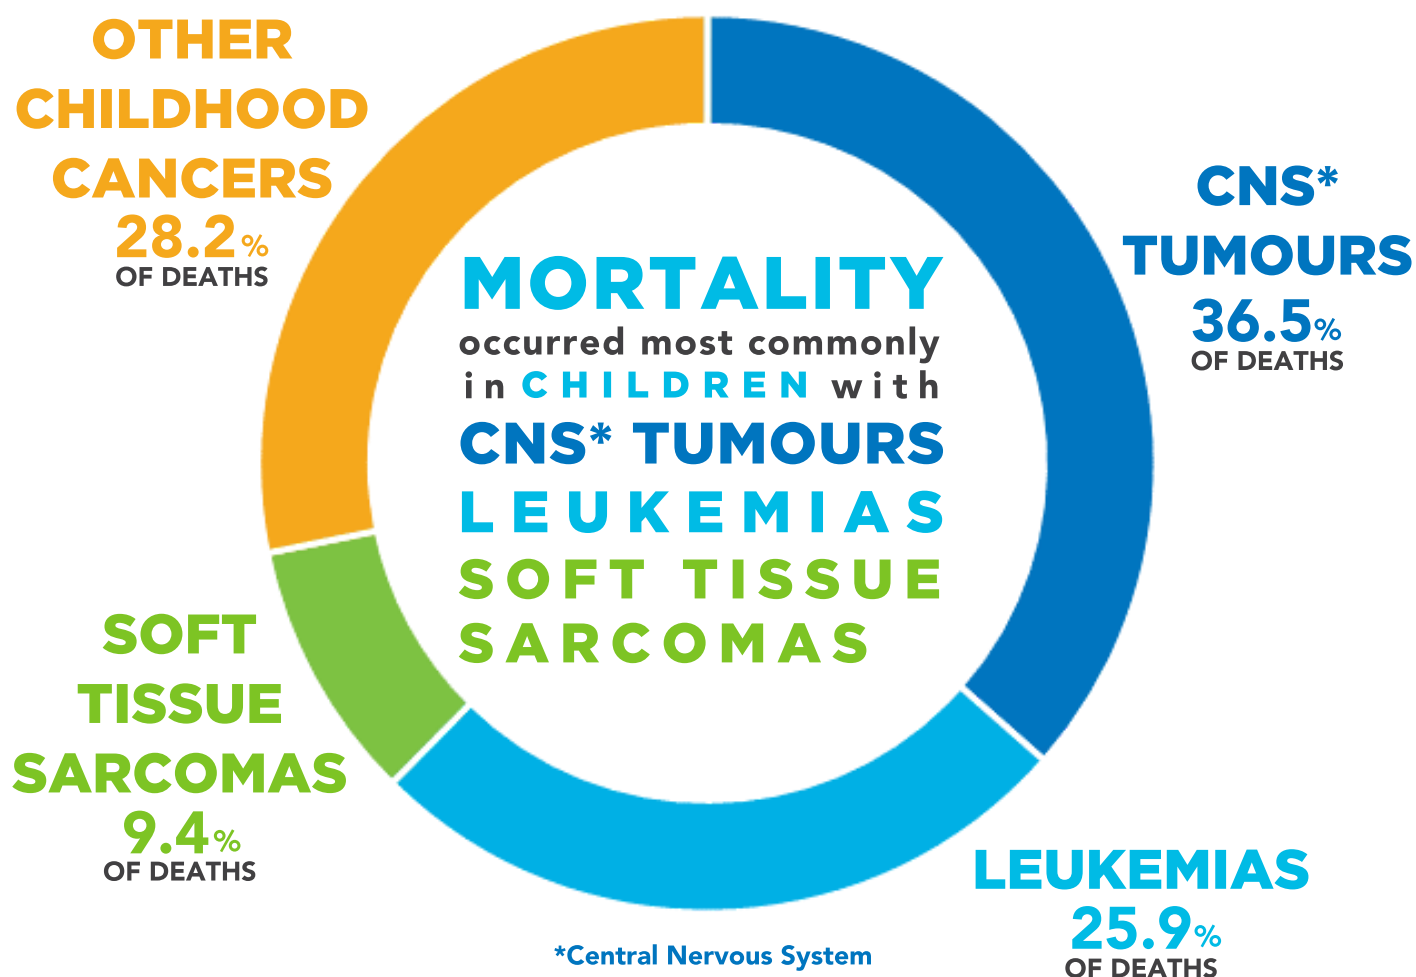 OTHER
CHILDHOOD
CANCERS
28.2%
OF DEATHS
CNS*
TUMOURS
36.5%
OF DEATHS
MORTALITY
occurred most commonly
in CHILDREN with
CNS* TUMOURS
LEUKEMIAS
SOFT TISSUE
SARCOMAS
SOFT
TISSUE
SARCOMAS
9.4%
OF DEATHS
LEUKEMIAS
25.9%
OF DEATHS
*Central Nervous System